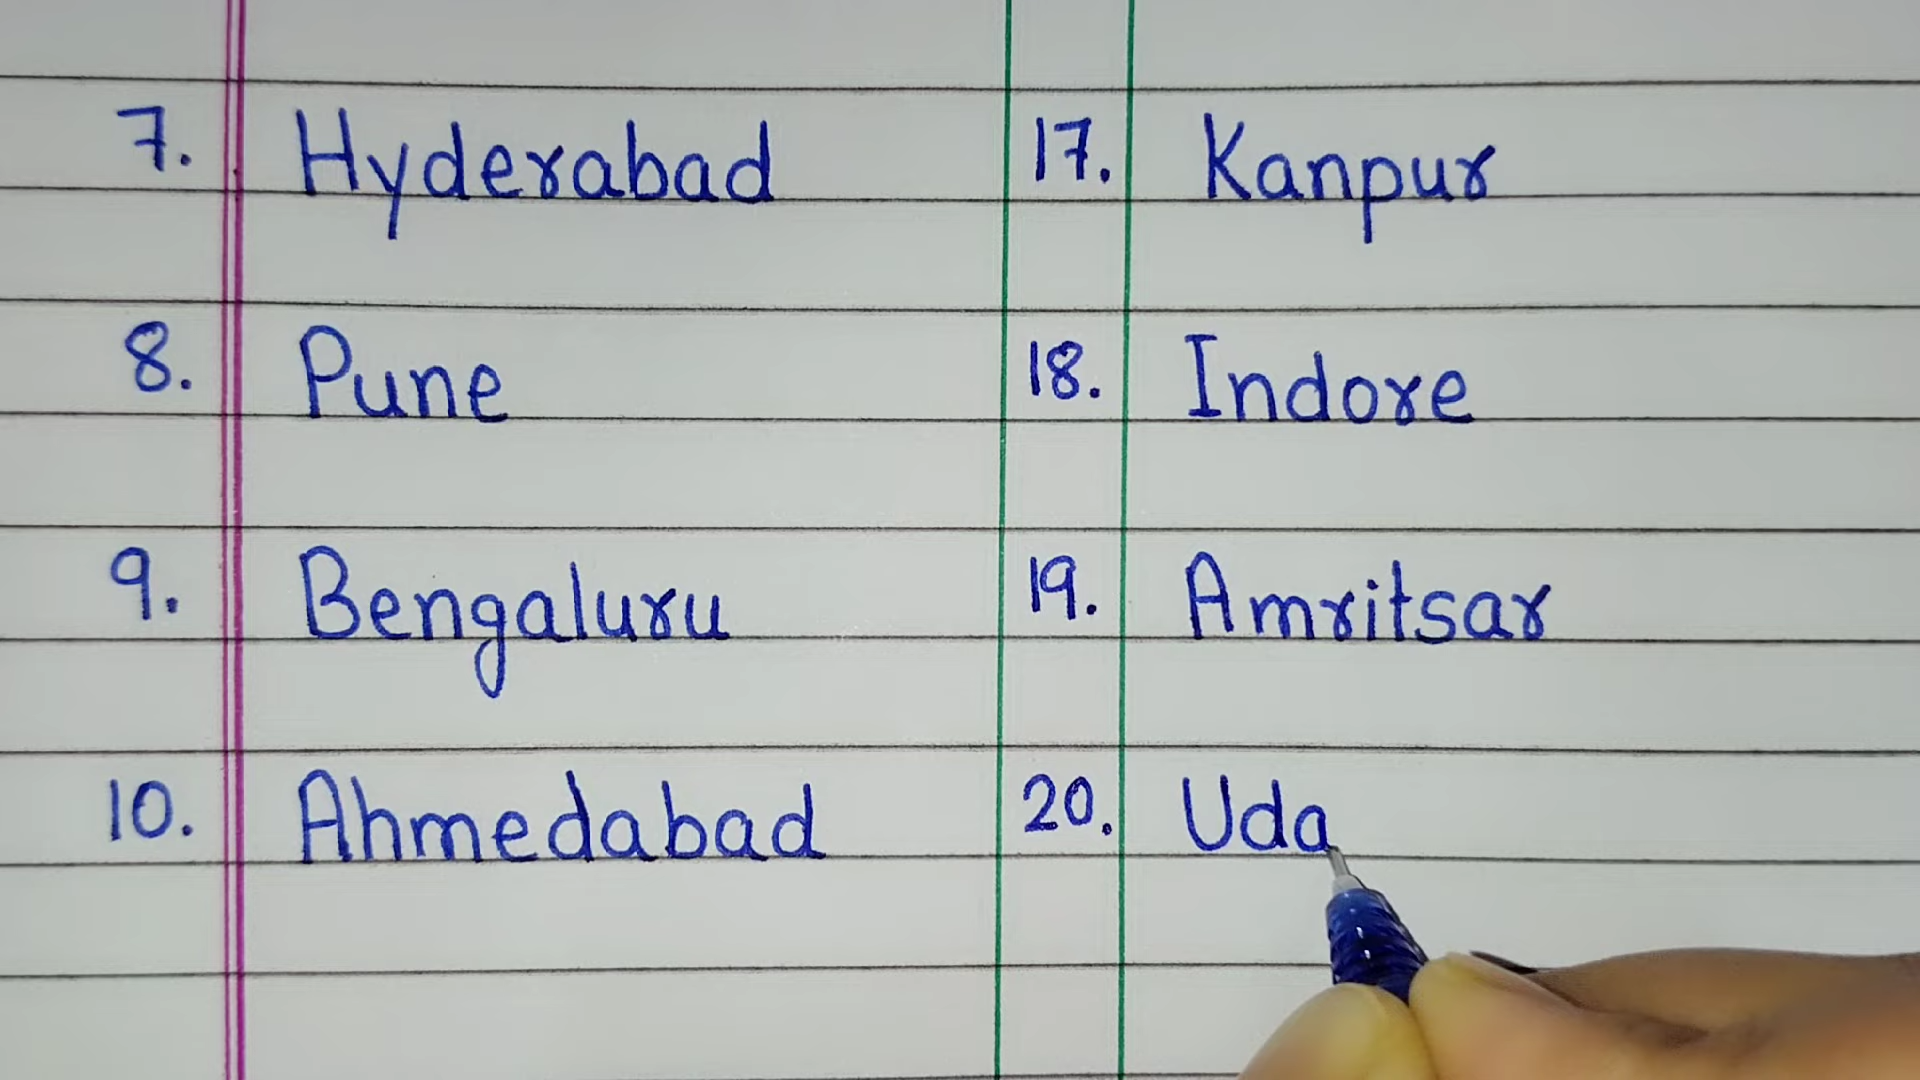 7. Hyderabad 17. Kanpur
8. Pune 18. Indore
9. Bengaluru 19. Amritsar
10. Ahmedabad 20. Uda